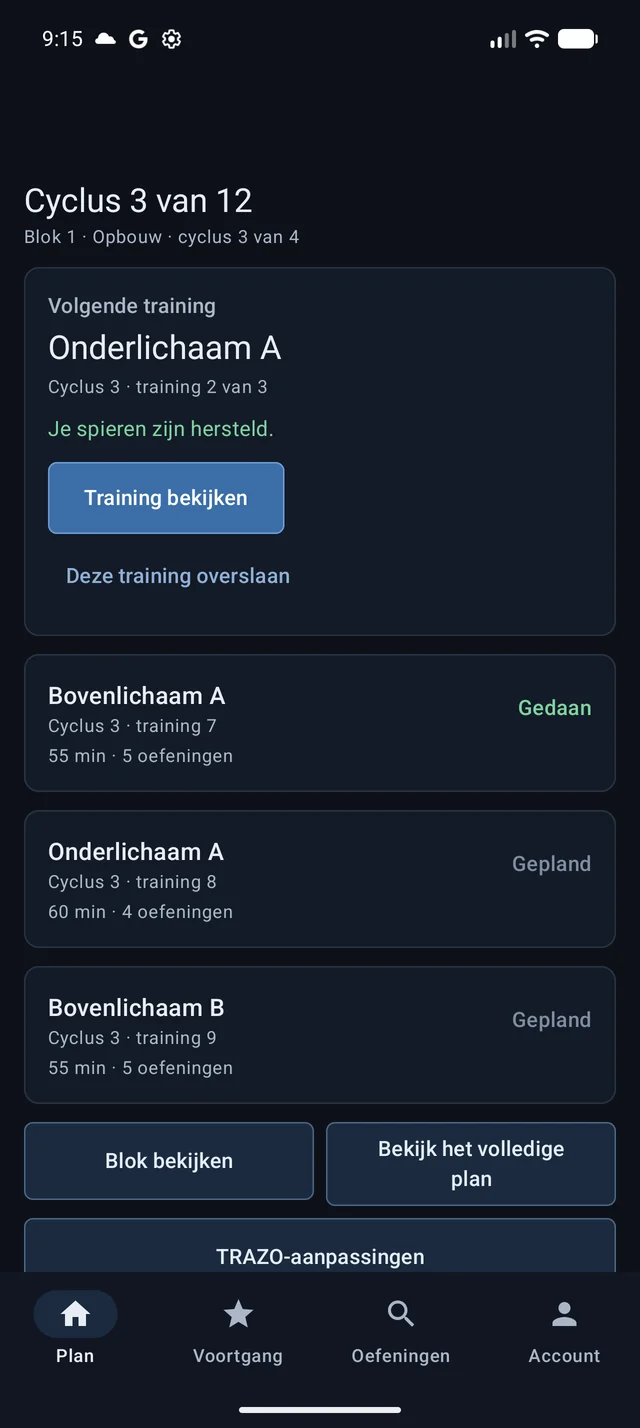 9:15
Cyclus 3 van 12
Blok 1 · Opbouw · cyclus 3 van 4
Volgende training
Onderlichaam A
Cyclus 3 · training 2 van 3
Je spieren zijn hersteld.
Training bekijken
Deze training overslaan
Bovenlichaam A
Cyclus 3 · training 7
55 min · 5 oefeningen
Gedaan
Onderlichaam A
Cyclus 3 · training 8
60 min · 4 oefeningen
Gepland
Bovenlichaam B
Cyclus 3 · training 9
55 min · 5 oefeningen
Gepland
Blok bekijken
Bekijk het volledige
plan
TRAZO-aanpassingen
Plan
Voortgang
Oefeningen
Account